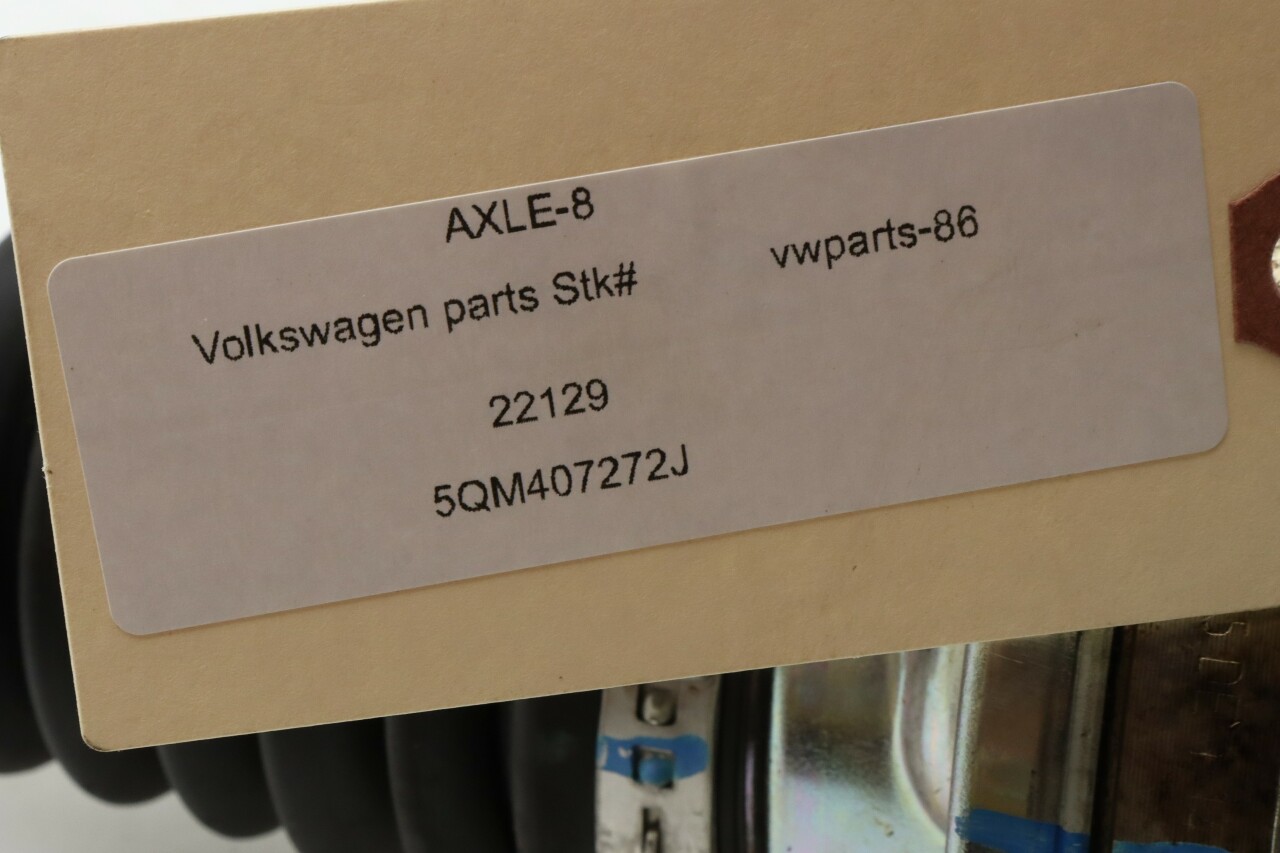 AXLE-8
vwparts-86
Volkswagen parts Stk#
22129
5QM407272J